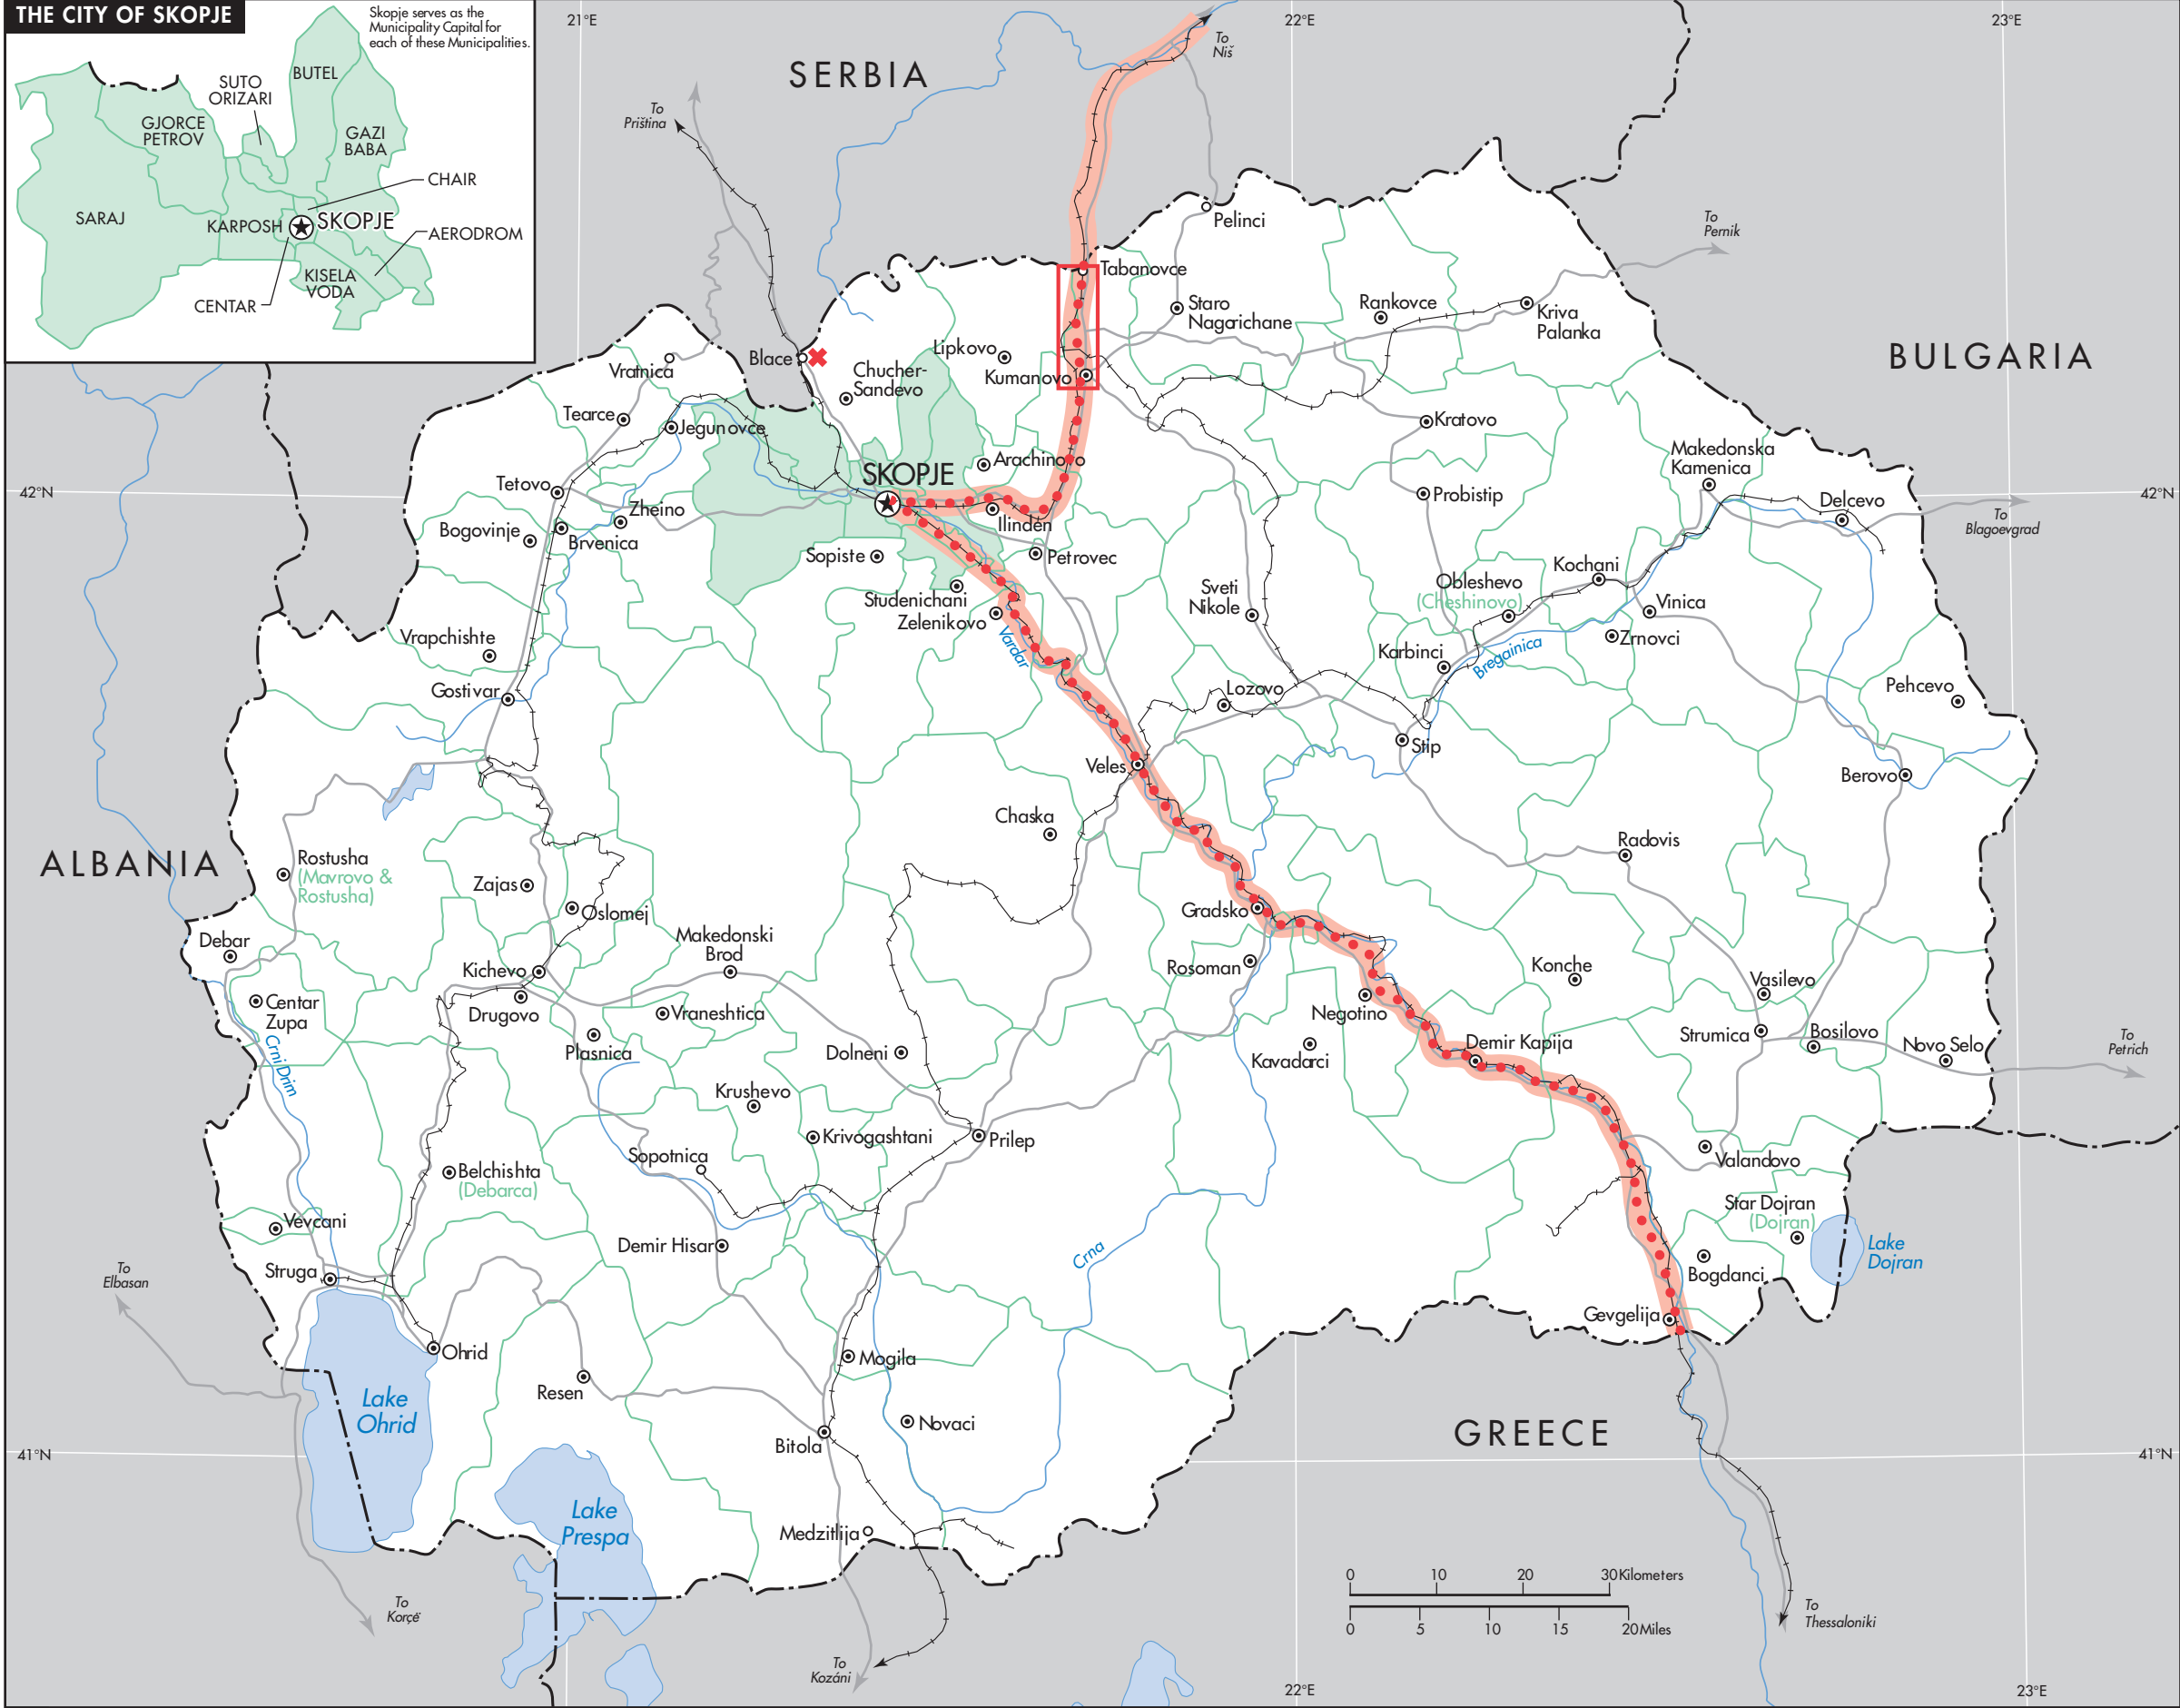 THE CITY OF SKOPJE
Skopje serves as the
Municipality Capital for
each of these Municipalities.
BUTEL
SUTO
ORIZARI
GJORCE
PETROV
GAZI
BABA
CHAIR
SARAJ
KARPOSH
SKOPJE
AERODROM
KISELA
VODA
CENTAR
21°E
22°E
23°E
To
Niš
SERBIA
To
Priština
To
Pernik
Pelinci
Tabanovce
Staro
Nagorichane
Rankovce
Kriva
Palanka
BULGARIA
Vratnica
Blace
Lipkovo
Kumanovo
Chucher-
Sandevo
Tearce
Jegunovce
Kratovo
Makedonska
Kamenica
SKOPJE
Arachinovo
Tetovo
42°N
42°N
Zheino
Probistip
Delcevo
To
Blagoevgrad
Bogovinje
Brvenica
Ilinden
Sopiste
Petrovec
Kochani
Obleshevo
(Cheshinovo)
Sveti
Nikole
Studenichani
Zelenikovo
Vinica
Zrnovci
Vrapchishte
Vardar
Karbinci
Bregalnica
Gostivar
Lozovo
Pehcevo
Stip
Veles
Berovo
Chaska
Radovis
ALBANIA
Rostusha
(Mavrovo &
Rostusha)
Zajas
Oslomej
Gradsko
Debar
Makedonski
Brod
Kichevo
Rosoman
Konche
Vasilevo
Centar
Zupa
Drugovo
Vraneshtica
Negotino
Plasnica
Dolneni
Kavadarci
Demir Kapija
Strumica
Bosilovo
Novo Selo
To
Petrich
Crni Drim
Krushevo
Krivogashtani
Prilep
Sopotnica
Belchishta
(Debarca)
Valandovo
Vevcani
Star Dojran
(Dojran)
Demir Hisar
Crna
Lake
Dojran
Struga
To
Elbasan
Bogdanci
Gevgelija
Ohrid
Mogila
Resen
Lake
Ohrid
Novaci
GREECE
Bitola
41°N
41°N
Lake
Prespa
Medzitlija
0
10
20
30 Kilometers
0
5
10
15
20 Miles
To
Korçë
To
Thessaloniki
To
Kozáni
22°E
23°E